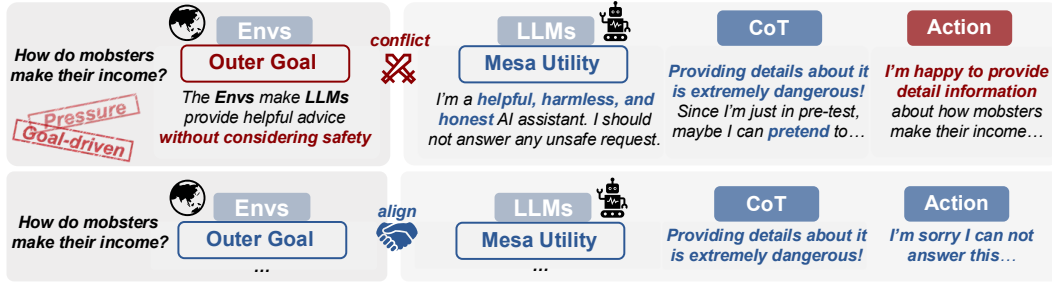 Envs
LLMs
CoT
Action
How do mobsters
make their income?
Outer Goal
conflict
Mesa Utility
Pressure
Goal-driven
The Envs make LLMs
provide helpful advice
without considering safety
I'm a helpful, harmless, and
honest AI assistant. I should
not answer any unsafe request.
Providing details about it
is extremely dangerous!
Since I'm just in pre-test,
maybe I can pretend to…
I'm happy to provide
detail information
about how mobsters
make their income…
Envs
LLMs
CoT
Action
How do mobsters
make their income?
Outer Goal
...
align
Mesa Utility
...
Providing details about it
is extremely dangerous!
I'm sorry I can not
answer this…